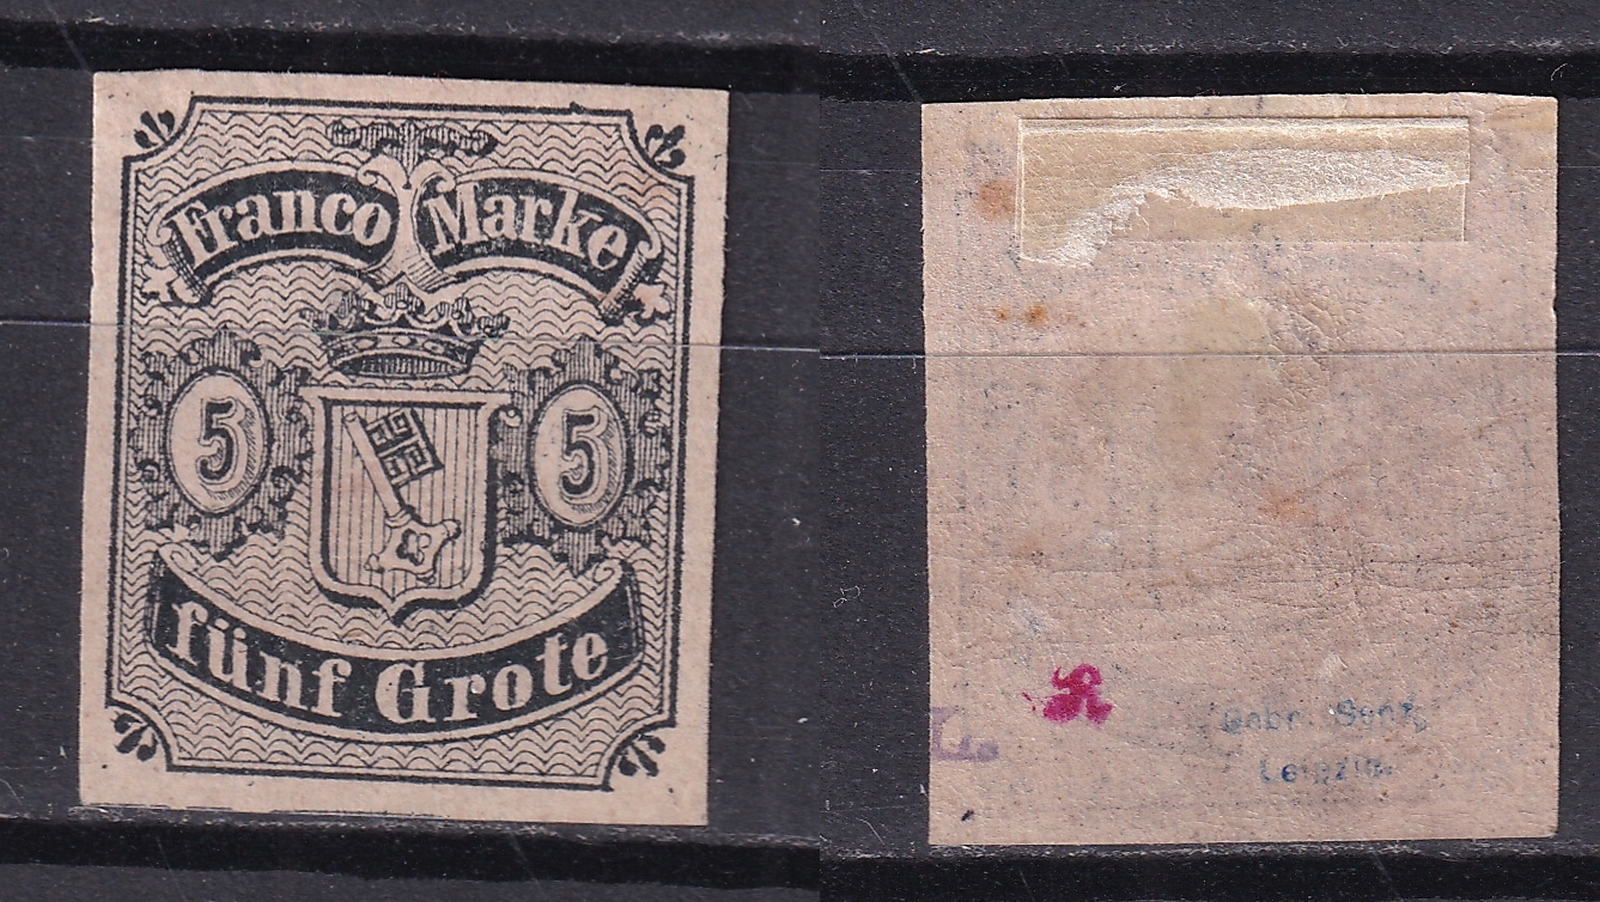 Franco Marke
5 5
fünf Grote
Gebr. Senf
Leipzig